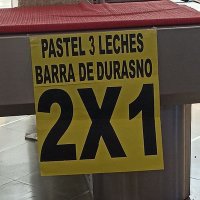 PASTEL 3 LECHES
BARRA DE DURASNO
2X1